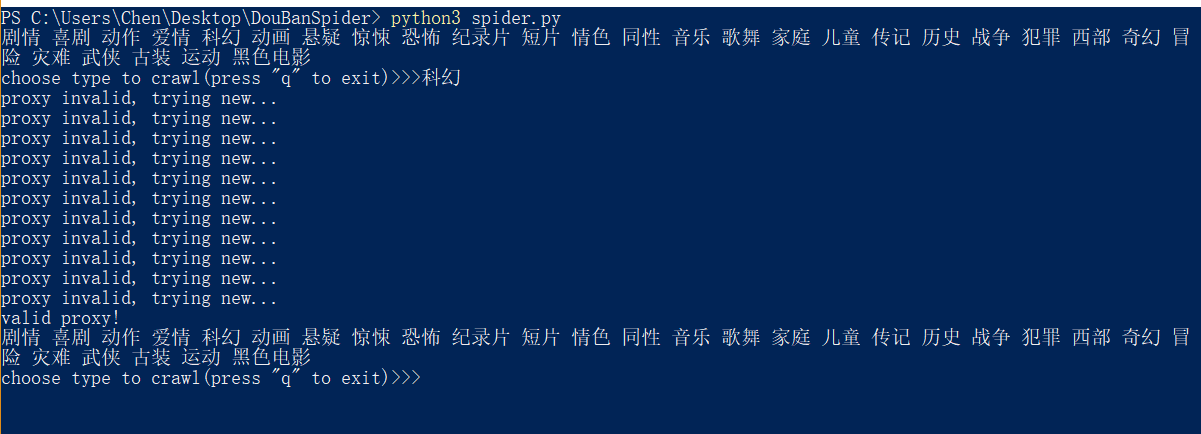 PS C:\Users\Chen\Desktop\DouBanSpider> python3 spider.py
剧情 喜剧 动作 爱情 科幻 动画 悬疑 惊悚 恐怖 纪录片 短片 情色 同性 音乐 歌舞 家庭 儿童 传记 历史 战争 犯罪 西部 奇幻 冒
险 灾难 武侠 古装 运动 黑色电影
choose type to crawl(press "q" to exit)>>>科幻
proxy invalid, trying new...
proxy invalid, trying new...
proxy invalid, trying new...
proxy invalid, trying new...
proxy invalid, trying new...
proxy invalid, trying new...
proxy invalid, trying new...
proxy invalid, trying new...
proxy invalid, trying new...
proxy invalid, trying new...
proxy invalid, trying new...
valid proxy!
剧情 喜剧 动作 爱情 科幻 动画 悬疑 惊悚 恐怖 纪录片 短片 情色 同性 音乐 歌舞 家庭 儿童 传记 历史 战争 犯罪 西部 奇幻 冒
险 灾难 武侠 古装 运动 黑色电影
choose type to crawl(press "q" to exit)>>>